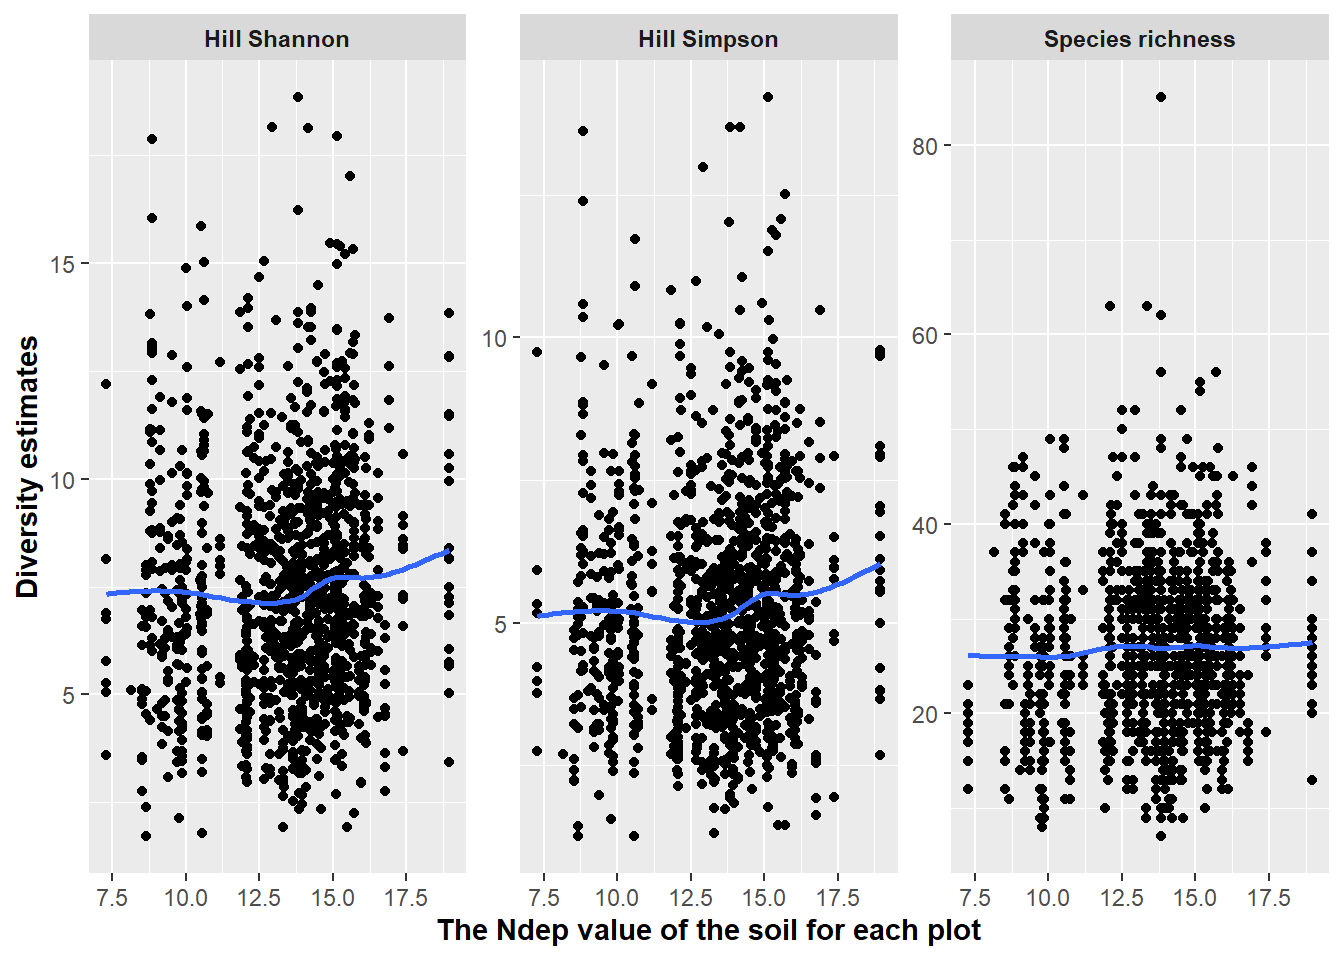 Hill Shannon
Hill Simpson
Species richness
Diversity estimates
15
10
5
10
5
80
60
40
20
7.5 10.0 12.5 15.0 17.5
7.5 10.0 12.5 15.0 17.5
7.5 10.0 12.5 15.0 17.5
The Ndep value of the soil for each plot